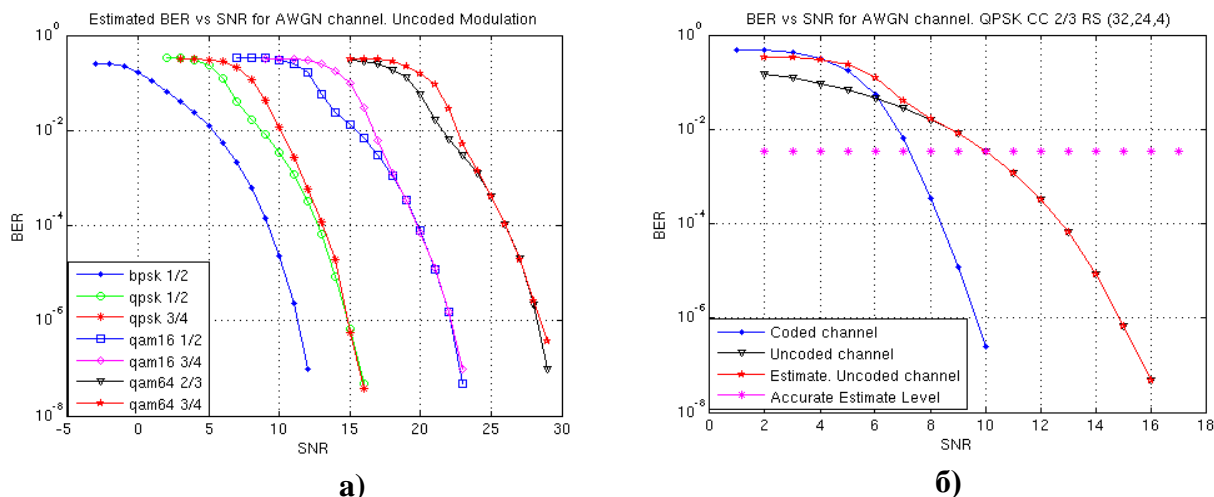 Estimated BER vs SNR for AWGN channel. Uncoded Modulation
10^0
10^-2
10^-4
10^-6
10^-8
BER
-5 0 5 10 15 20 25 30
SNR
bpsk 1/2
qpsk 1/2
qpsk 3/4
qam16 1/2
qam16 3/4
qam64 2/3
qam64 3/4
а)
BER vs SNR for AWGN channel. QPSK CC 2/3 RS (32,24,4)
10^0
10^-2
10^-4
10^-6
10^-8
BER
0 2 4 6 8 10 12 14 16 18
SNR
Coded channel
Uncoded channel
Estimate. Uncoded channel
Accurate Estimate Level
б)